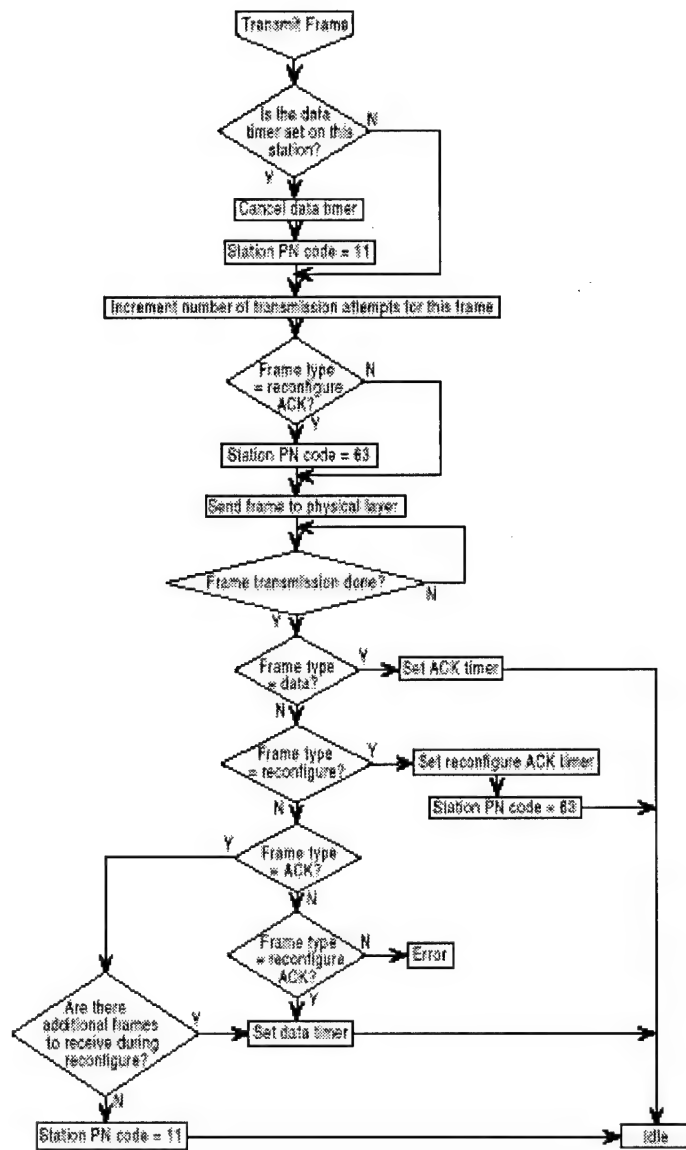 Transmit Frame
Is the data
timer set on this
station?
N
Y
Cancel data timer
Station PN code = 11
Increment number of transmission attempts for this frame
Frame type
= reconfigure
ACK?
N
Y
Station PN code = 63
Send frame to physical layer
Frame transmission done?
N
Y
Frame type
= data?
Y
Set ACK timer
N
Frame type
= reconfigure?
Y
Set reconfigure ACK timer
Station PN code = 63
N
Y
Frame type
= ACK?
N
Frame type
= reconfigure
ACK?
N
Error
Y
Are there
additional frames
to receive during
reconfigure?
Y
Set data timer
N
Station PN code = 11
Idle